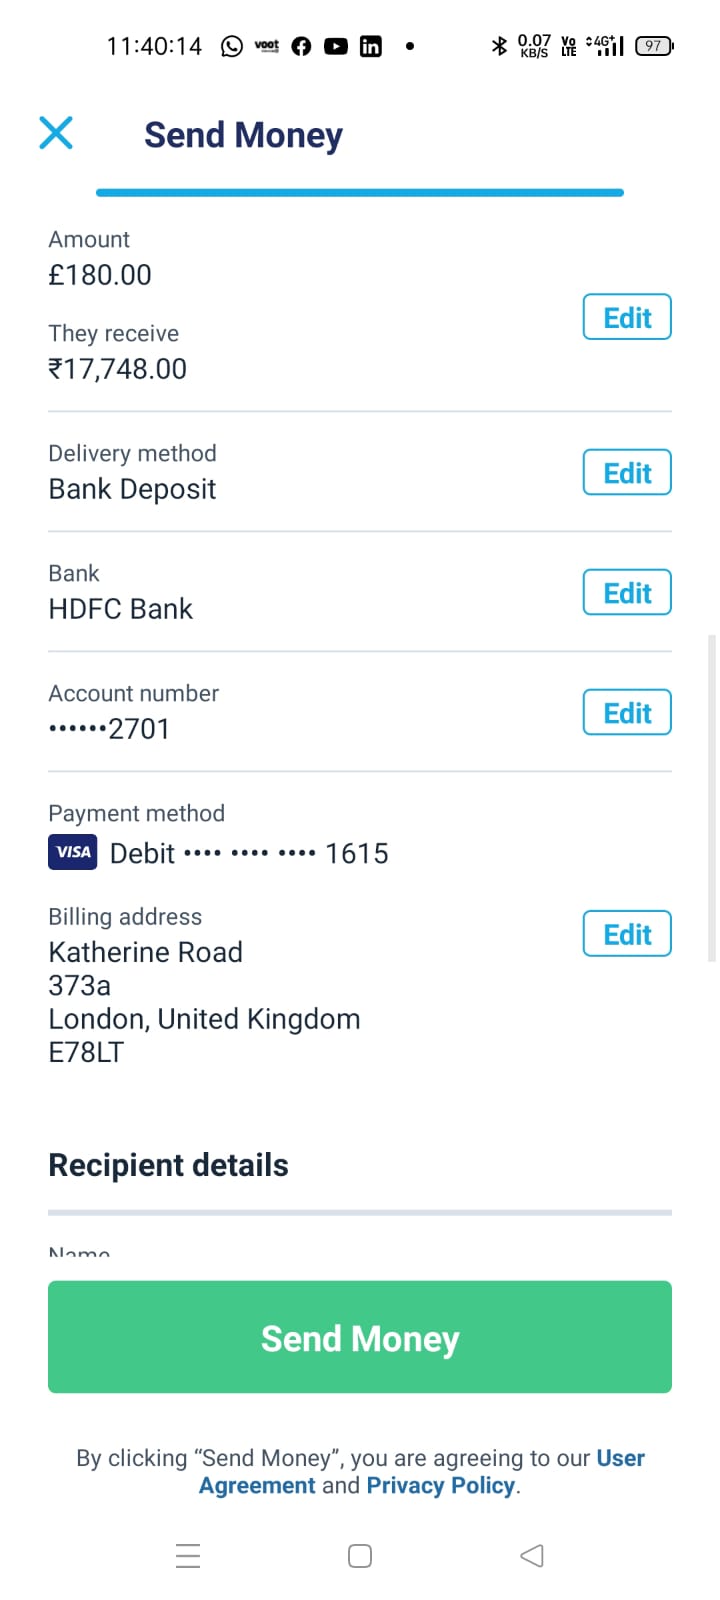 11:40:14 voot in 0.07 KB/S Vo LTE 4G+ 97
Send Money
Amount
£180.00
Edit
They receive
₹17,748.00
Delivery method
Bank Deposit
Edit
Bank
HDFC Bank
Edit
Account number
••••••2701
Edit
Payment method
VISA Debit •••• •••• •••• 1615
Billing address
Katherine Road
Edit
373a
London, United Kingdom
E78LT
Recipient details
Name
Send Money
By clicking “Send Money”, you are agreeing to our User
Agreement and Privacy Policy.